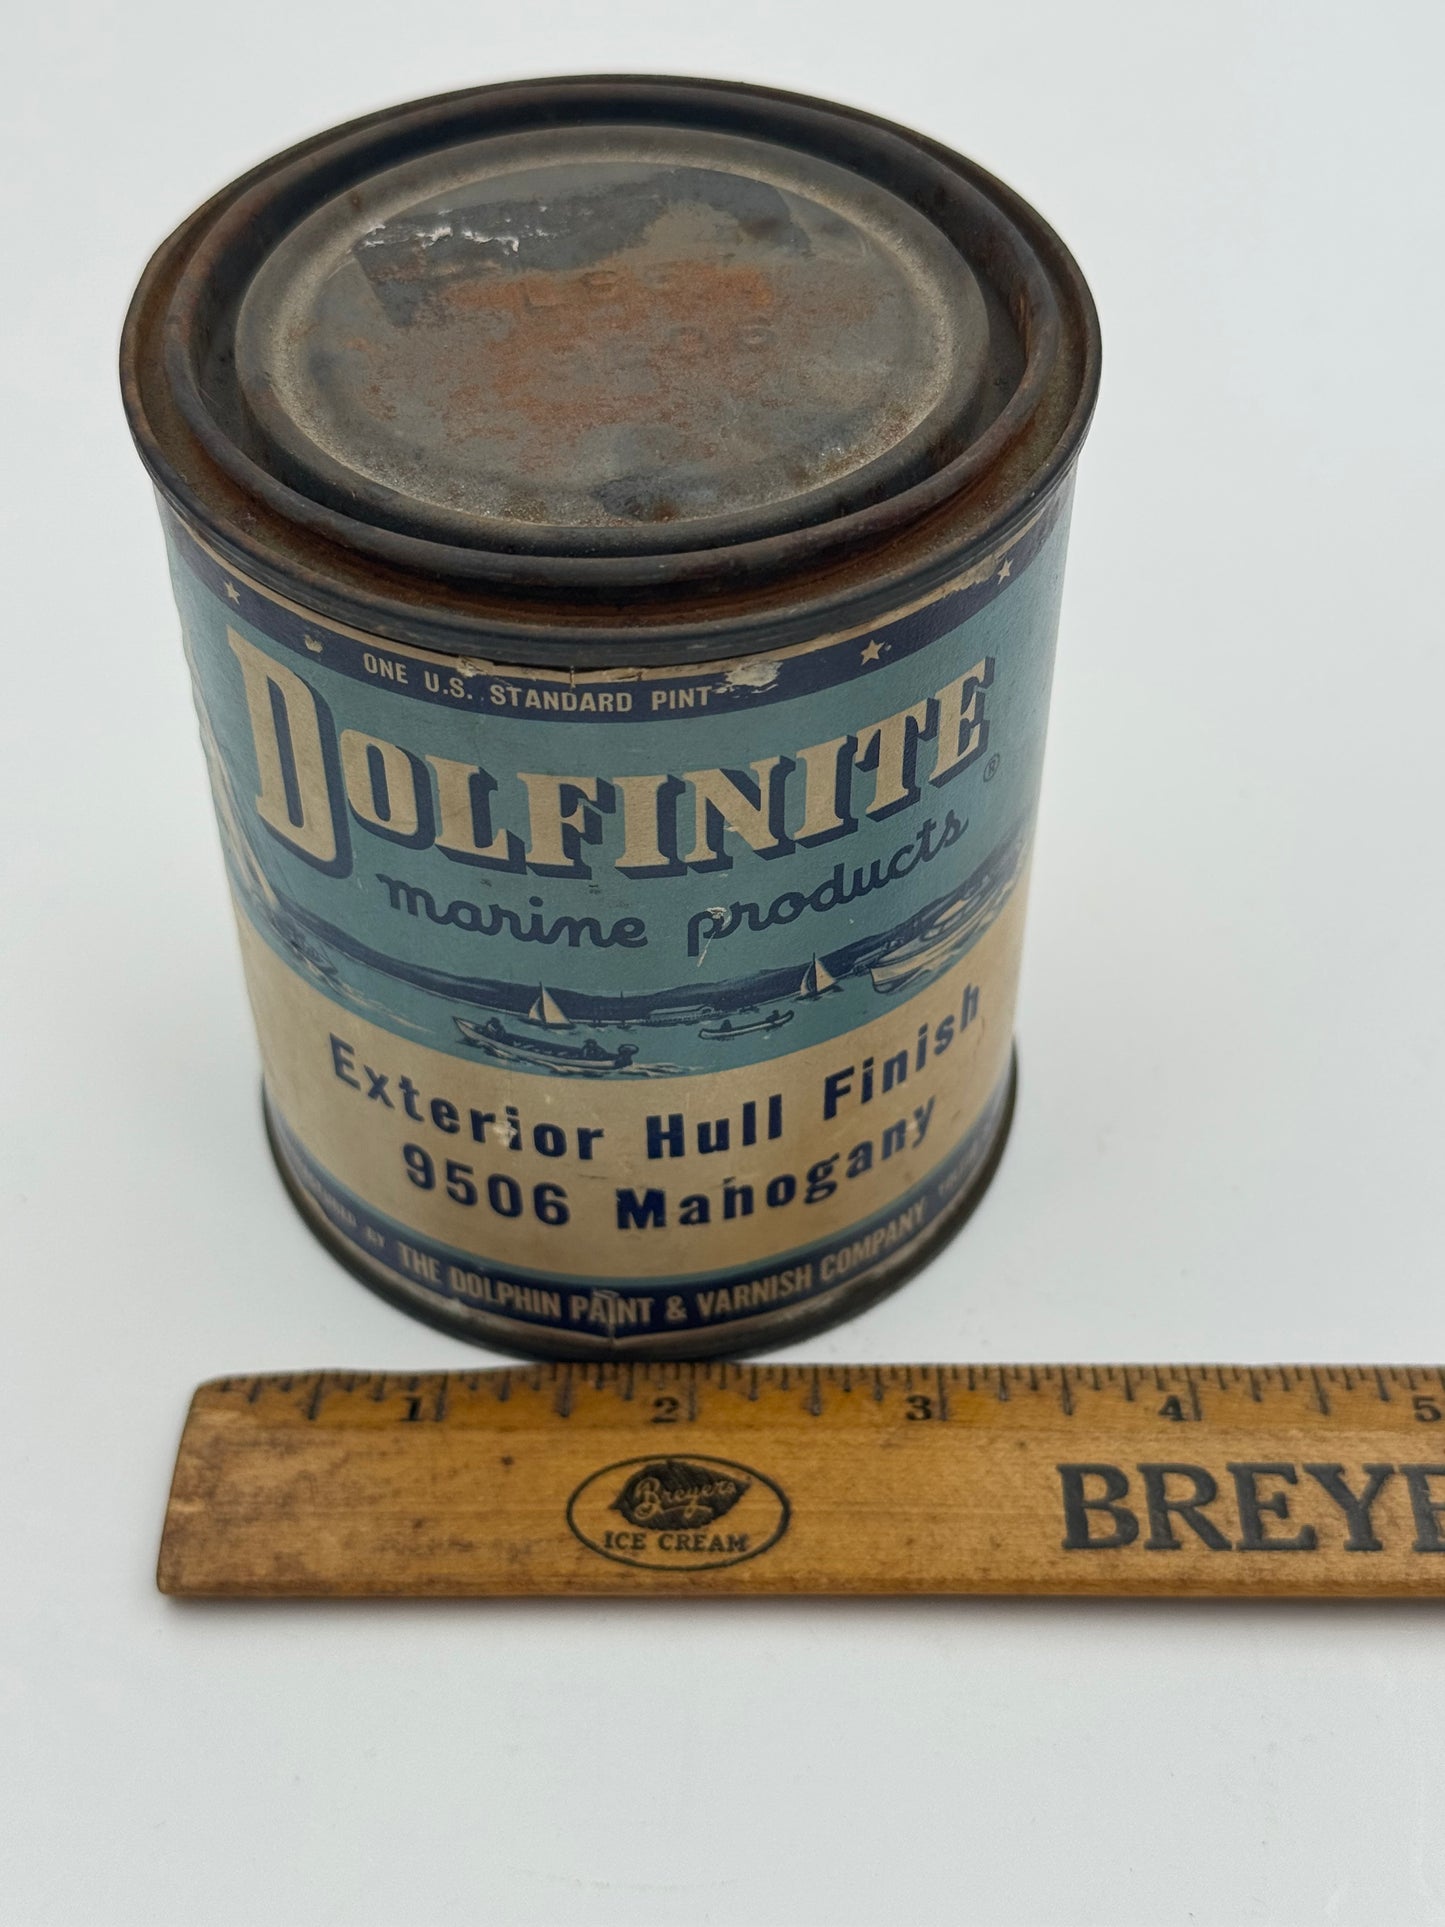 ONE U.S. STANDARD PINT
DOLFINITE ®
marine products
Exterior Hull Finish
9506 Mahogany
BY THE DOLPHIN PAINT & VARNISH COMPANY
1 2 3 4 5
Breyers
ICE CREAM
BREYE